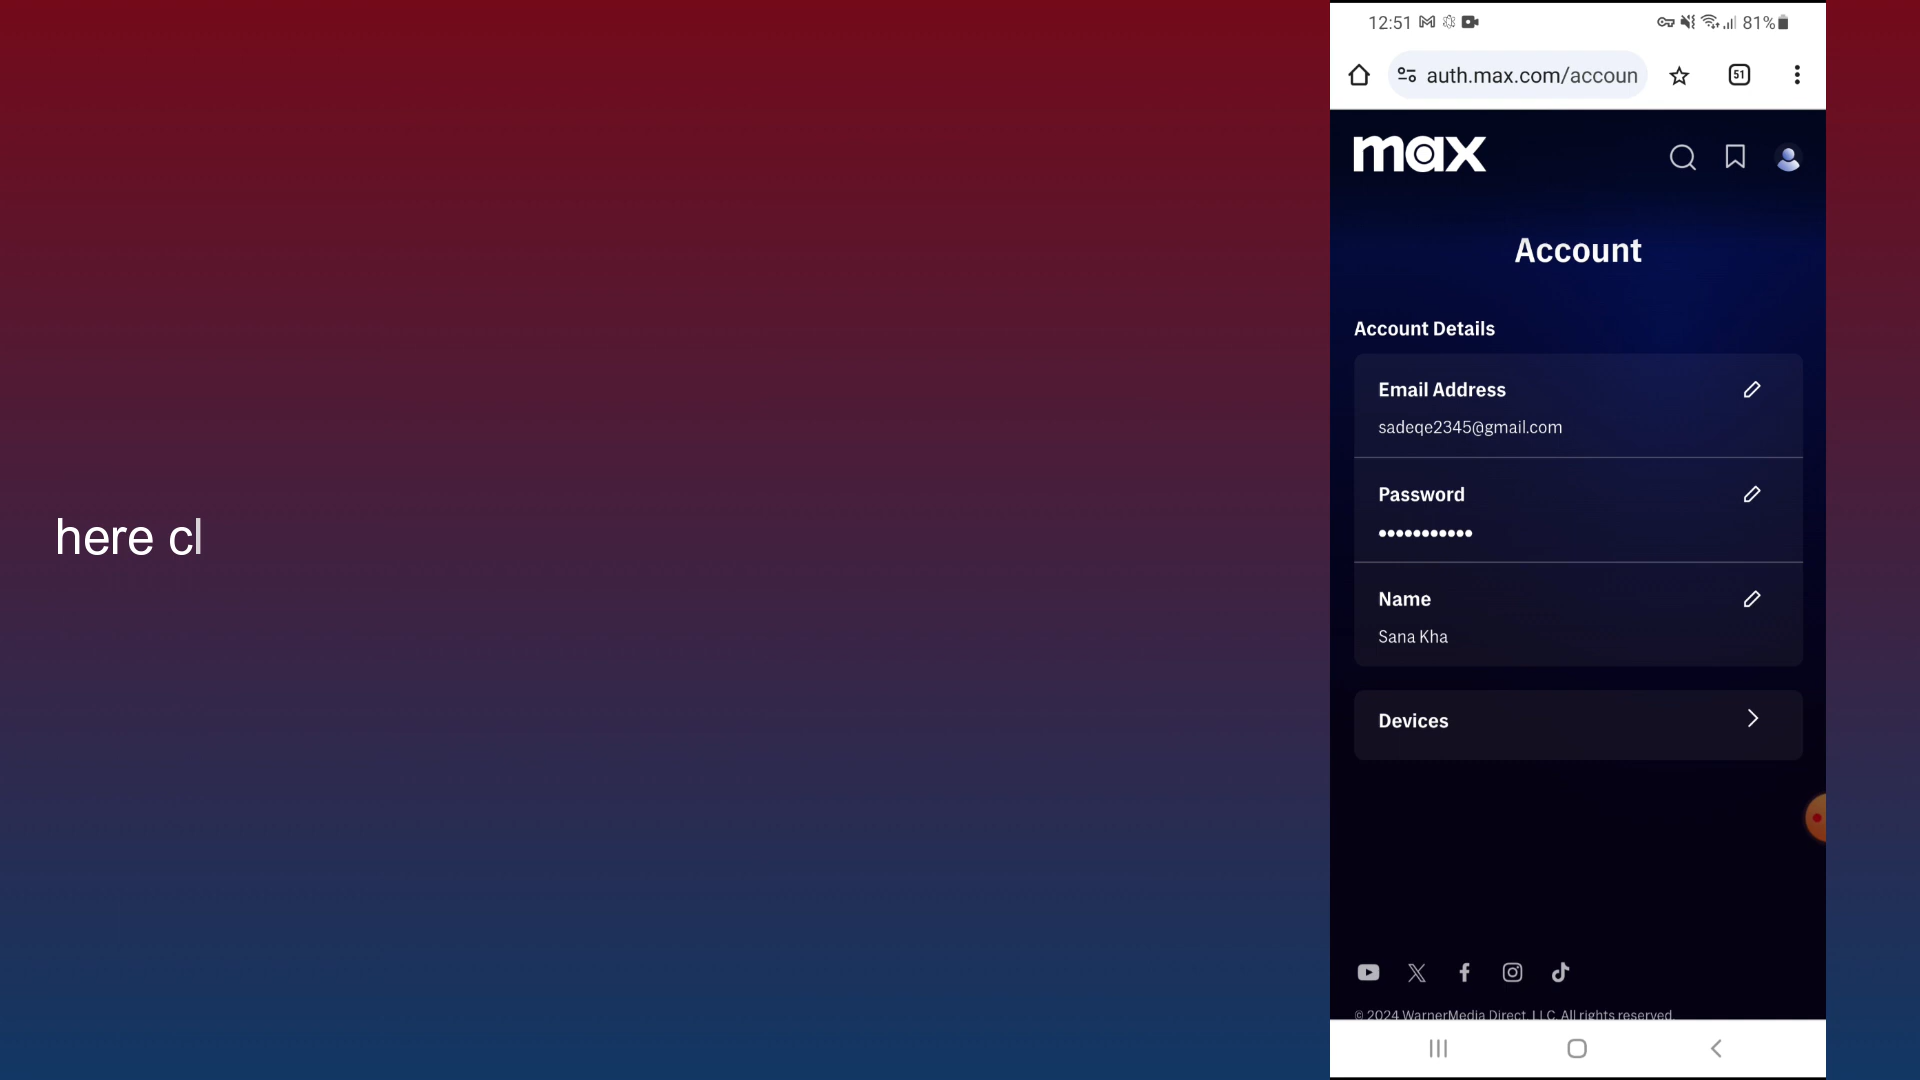 12:51
81%
auth.max.com/accoun
51
max
Account
Account Details
Email Address
sadeqe2345@gmail.com
Password
•••••••••••
here cl
Name
Sana Kha
Devices
© 2024 WarnerMedia Direct, LLC. All rights reserved.